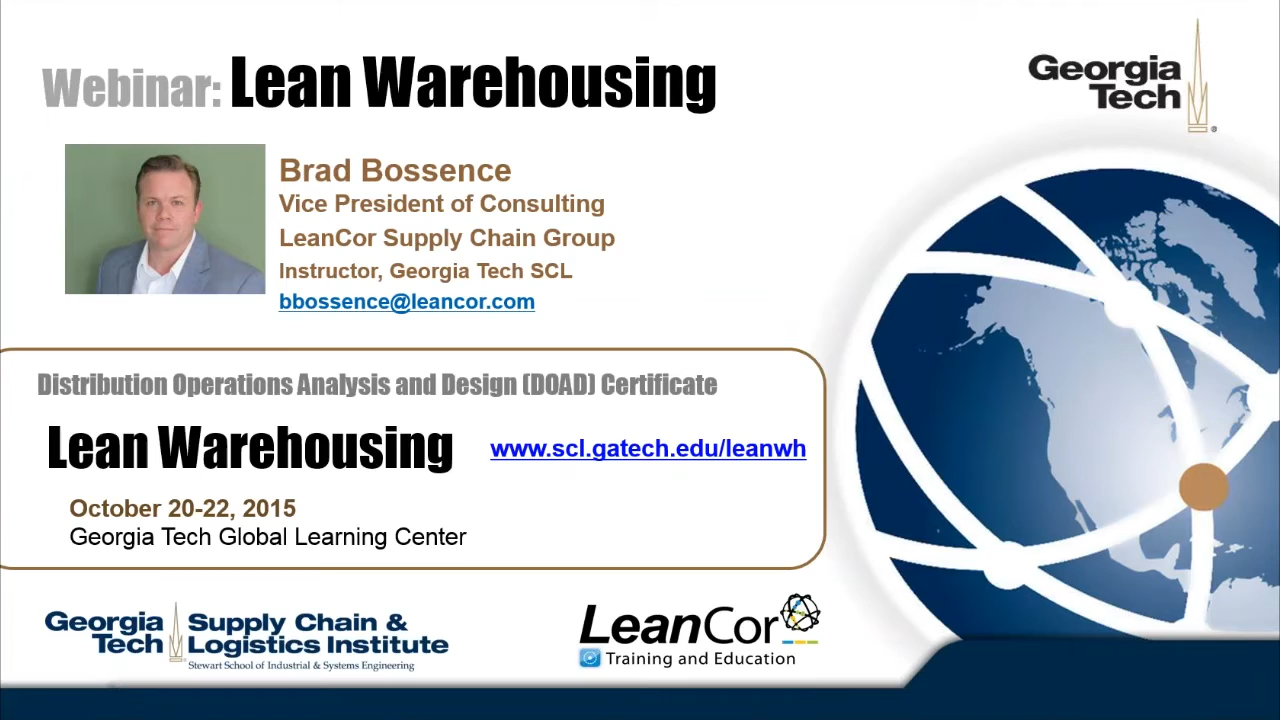 Webinar: Lean Warehousing
Georgia
Tech
®
Brad Bossence
Vice President of Consulting
LeanCor Supply Chain Group
Instructor, Georgia Tech SCL
bbossence@leancor.com
Distribution Operations Analysis and Design (DOAD) Certificate
Lean Warehousing
www.scl.gatech.edu/leanwh
October 20-22, 2015
Georgia Tech Global Learning Center
Georgia
Tech
Supply Chain &
Logistics Institute
Stewart School of Industrial & Systems Engineering
LeanCor
Training and Education